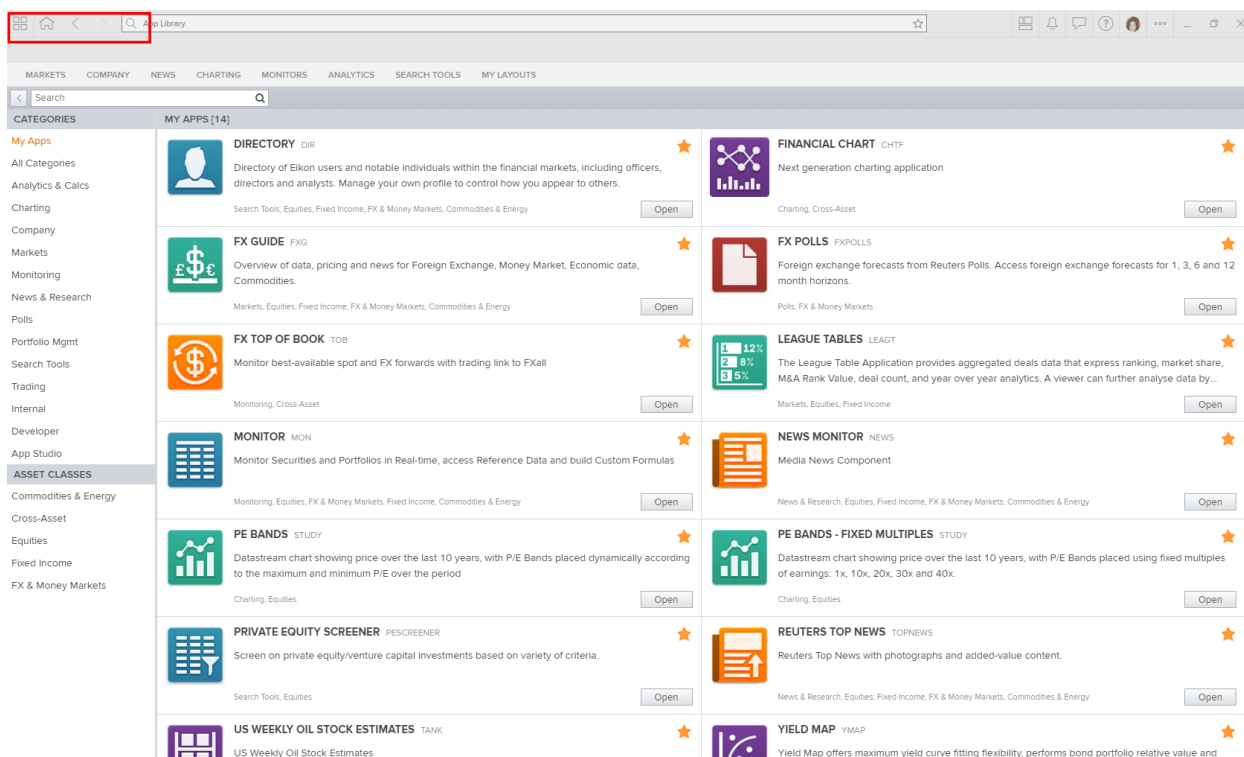 App Library
MARKETS COMPANY NEWS CHARTING MONITORS ANALYTICS SEARCH TOOLS MY LAYOUTS
Search
CATEGORIES
My Apps
All Categories
Analytics & Calcs
Charting
Company
Markets
Monitoring
News & Research
Polls
Portfolio Mgmt
Search Tools
Trading
Internal
Developer
App Studio
ASSET CLASSES
Commodities & Energy
Cross-Asset
Equities
Fixed Income
FX & Money Markets
MY APPS [14]
DIRECTORY DIR
Directory of Eikon users and notable individuals within the financial markets, including officers,
directors and analysts. Manage your own profile to control how you appear to others.
Search Tools, Equities, Fixed Income, FX & Money Markets, Commodities & Energy
Open
FINANCIAL CHART CHTF
Next generation charting application
Charting, Cross-Asset
Open
£$€
FX GUIDE FXG
Overview of data, pricing and news for Foreign Exchange, Money Market, Economic data,
Commodities.
Markets, Equities, Fixed Income, FX & Money Markets, Commodities & Energy
Open
FX POLLS FXPOLLS
Foreign exchange forecasts from Reuters Polls. Access foreign exchange forecasts for 1, 3, 6 and 12
month horizons.
Polls, FX & Money Markets
Open
$
FX TOP OF BOOK TOB
Monitor best-available spot and FX forwards with trading link to FXall
Monitoring, Cross-Asset
Open
1 12%
2 8%
3 5%
LEAGUE TABLES LEAGT
The League Table Application provides aggregated deals data that express ranking, market share,
M&A Rank Value, deal count, and year over year analytics. A viewer can further analyse data by...
Markets, Equities, Fixed Income
Open
MONITOR MON
Monitor Securities and Portfolios in Real-time, access Reference Data and build Custom Formulas
Monitoring, Equities, FX & Money Markets, Fixed Income, Commodities & Energy
Open
NEWS MONITOR NEWS
Media News Component
News & Research, Equities, Fixed Income, FX & Money Markets, Commodities & Energy
Open
PE BANDS STUDY
Datastream chart showing price over the last 10 years, with P/E Bands placed dynamically according
to the maximum and minimum P/E over the period
Charting, Equities
Open
PE BANDS - FIXED MULTIPLES STUDY
Datastream chart showing price over the last 10 years, with P/E Bands placed using fixed multiples
of earnings: 1x, 10x, 20x, 30x and 40x.
Charting, Equities
Open
PRIVATE EQUITY SCREENER PESCREENER
Screen on private equity/venture capital investments based on variety of criteria.
Search Tools, Equities
Open
REUTERS TOP NEWS TOPNEWS
Reuters Top News with photographs and added-value content.
News & Research, Equities, Fixed Income, FX & Money Markets, Commodities & Energy
Open
US WEEKLY OIL STOCK ESTIMATES TANK
US Weekly Oil Stock Estimates
YIELD MAP YMAP
Yield Map offers maximum yield curve fitting flexibility, performs bond portfolio relative value and